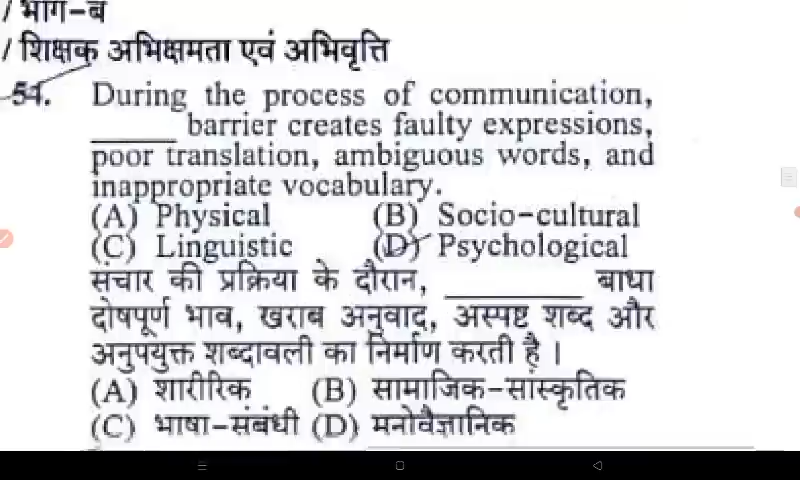 / भाग-ब
/ शिक्षक अभिक्षमता एवं अभिवृत्ति
54. During the process of communication,
______ barrier creates faulty expressions,
poor translation, ambiguous words, and
inappropriate vocabulary.
(A) Physical (B) Socio-cultural
(C) Linguistic (D) Psychological
संचार की प्रक्रिया के दौरान, ________ बाधा
दोषपूर्ण भाव, खराब अनुवाद, अस्पष्ट शब्द और
अनुपयुक्त शब्दावली का निर्माण करती है ।
(A) शारीरिक (B) सामाजिक-सांस्कृतिक
(C) भाषा-संबंधी (D) मनोवैज्ञानिक